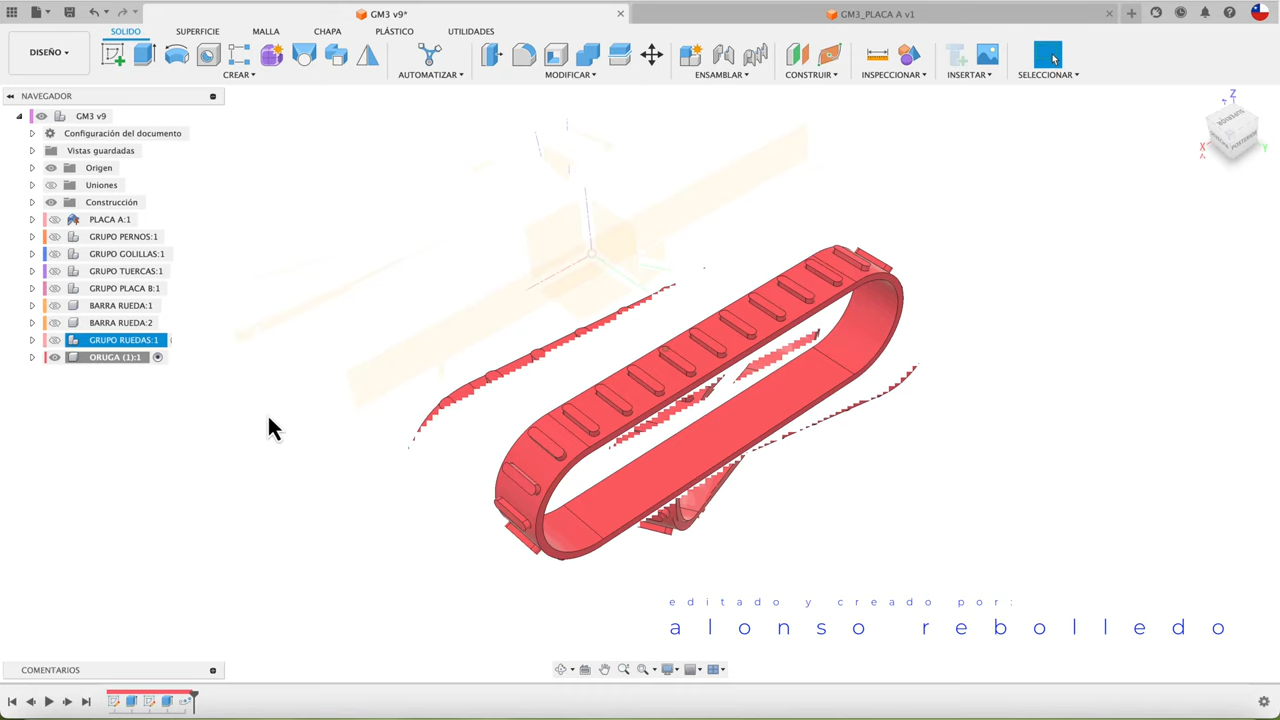 GM3 v9*
GM3_PLACA A v1
DISEÑO
SOLIDO SUPERFICIE MALLA CHAPA PLÁSTICO UTILIDADES
CREAR AUTOMATIZAR MODIFICAR ENSAMBLAR CONSTRUIR INSPECCIONAR INSERTAR SELECCIONAR
NAVEGADOR
GM3 v9
Configuración del documento
Vistas guardadas
Origen
Uniones
Construcción
PLACA A:1
GRUPO PERNOS:1
GRUPO GOLILLAS:1
GRUPO TUERCAS:1
GRUPO PLACA B:1
BARRA RUEDA:1
BARRA RUEDA:2
GRUPO RUEDAS:1
ORUGA (1):1
Z
X
Y
editado y creado por:
alonso rebolledo
COMENTARIOS